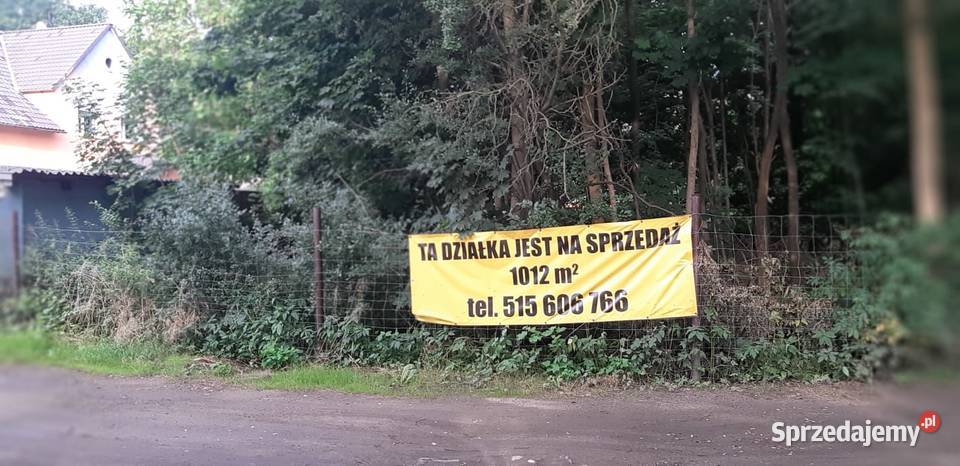 TA DZIAŁKA JEST NA SPRZEDAŻ
1012 m²
tel. 515 606 766
Sprzedajemy.pl